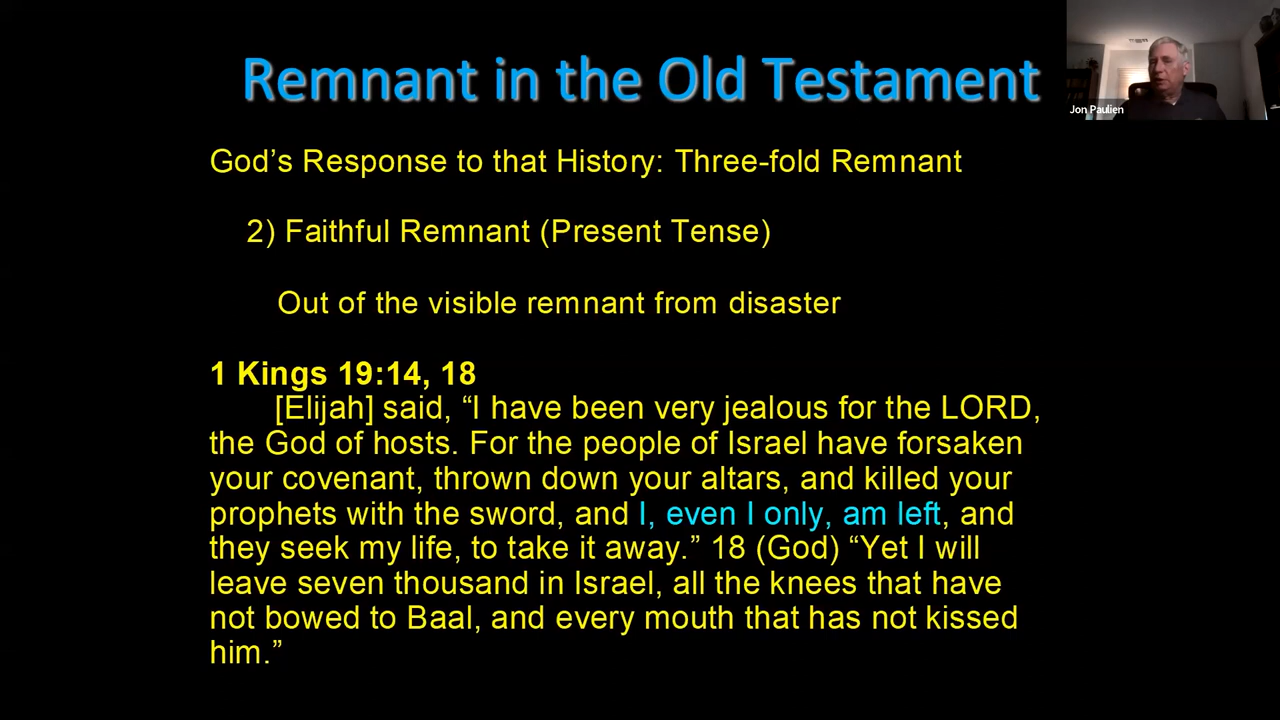 Remnant in the Old Testament
Jon Paulien
God’s Response to that History: Three-fold Remnant
2) Faithful Remnant (Present Tense)
Out of the visible remnant from disaster
1 Kings 19:14, 18
[Elijah] said, “I have been very jealous for the LORD,
the God of hosts. For the people of Israel have forsaken
your covenant, thrown down your altars, and killed your
prophets with the sword, and I, even I only, am left, and
they seek my life, to take it away.” 18 (God) “Yet I will
leave seven thousand in Israel, all the knees that have
not bowed to Baal, and every mouth that has not kissed
him.”